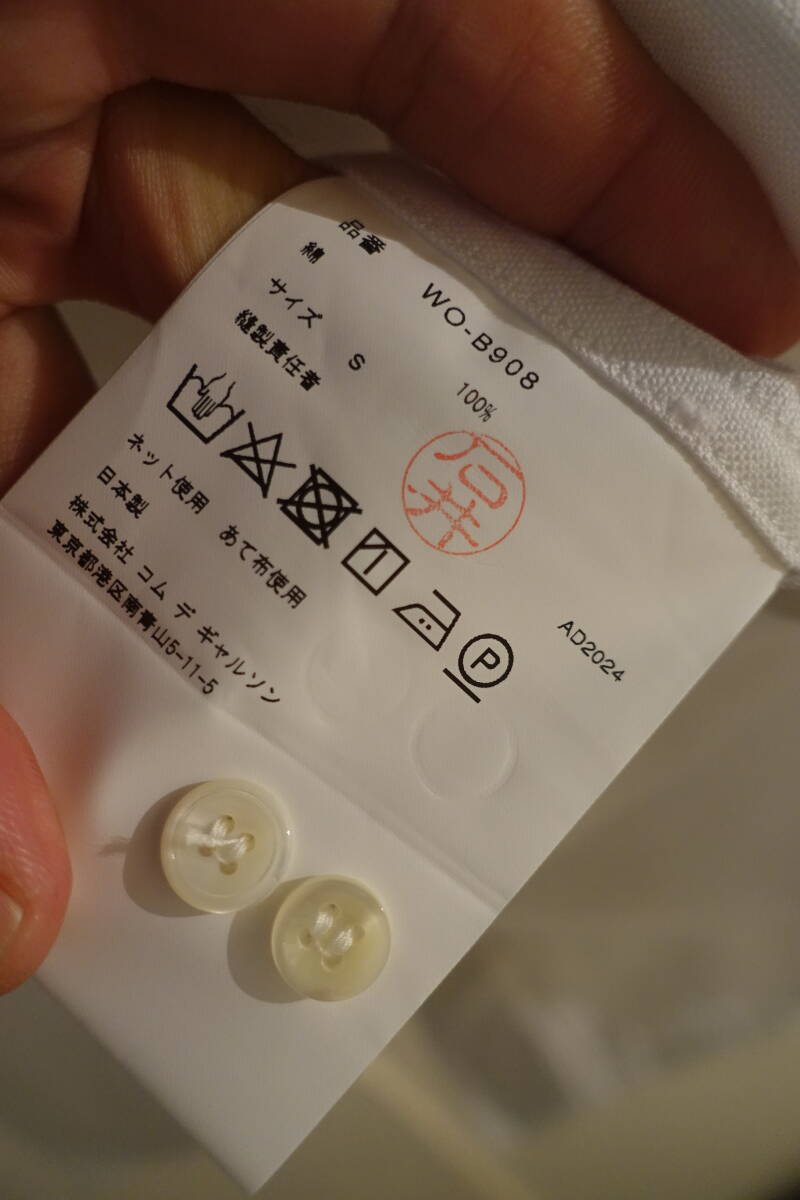 品番 WO-B908
綿 100%
サイズ S
縫製責任者 石井
ネット使用 あて布使用
日本製
株式会社 コム デ ギャルソン
東京都港区南青山5-11-5
P
AD2024